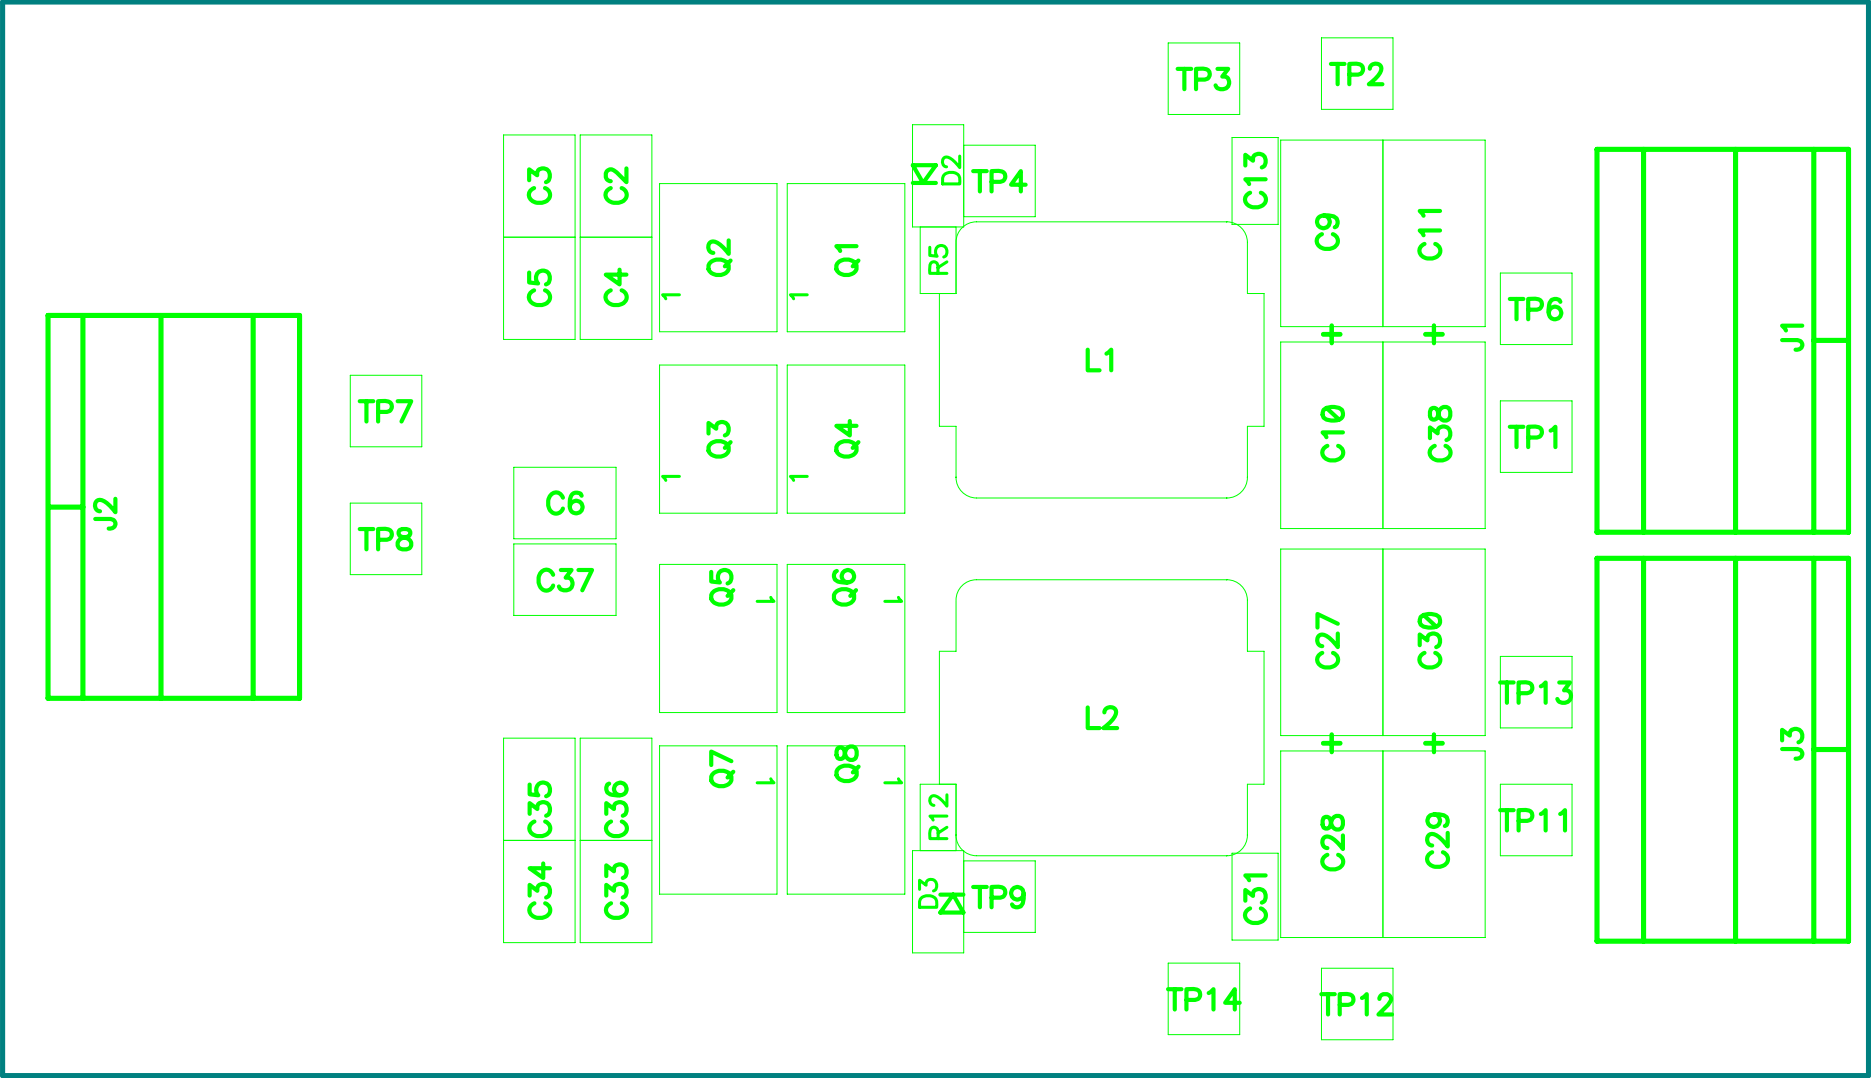 TP3
TP2
C3
C2
D2
TP4
C13
C9
C11
Q2
Q1
R5
C5
C4
1
1
TP6
+
+
J1
L1
TP7
Q3
Q4
C10
C38
TP1
1
1
C6
J2
TP8
C37
Q5
1
Q6
1
C27
C30
TP13
L2
+
+
J3
Q7
1
Q8
1
C35
C36
R12
C28
C29
TP11
C34
C33
D3
TP9
C31
TP14
TP12